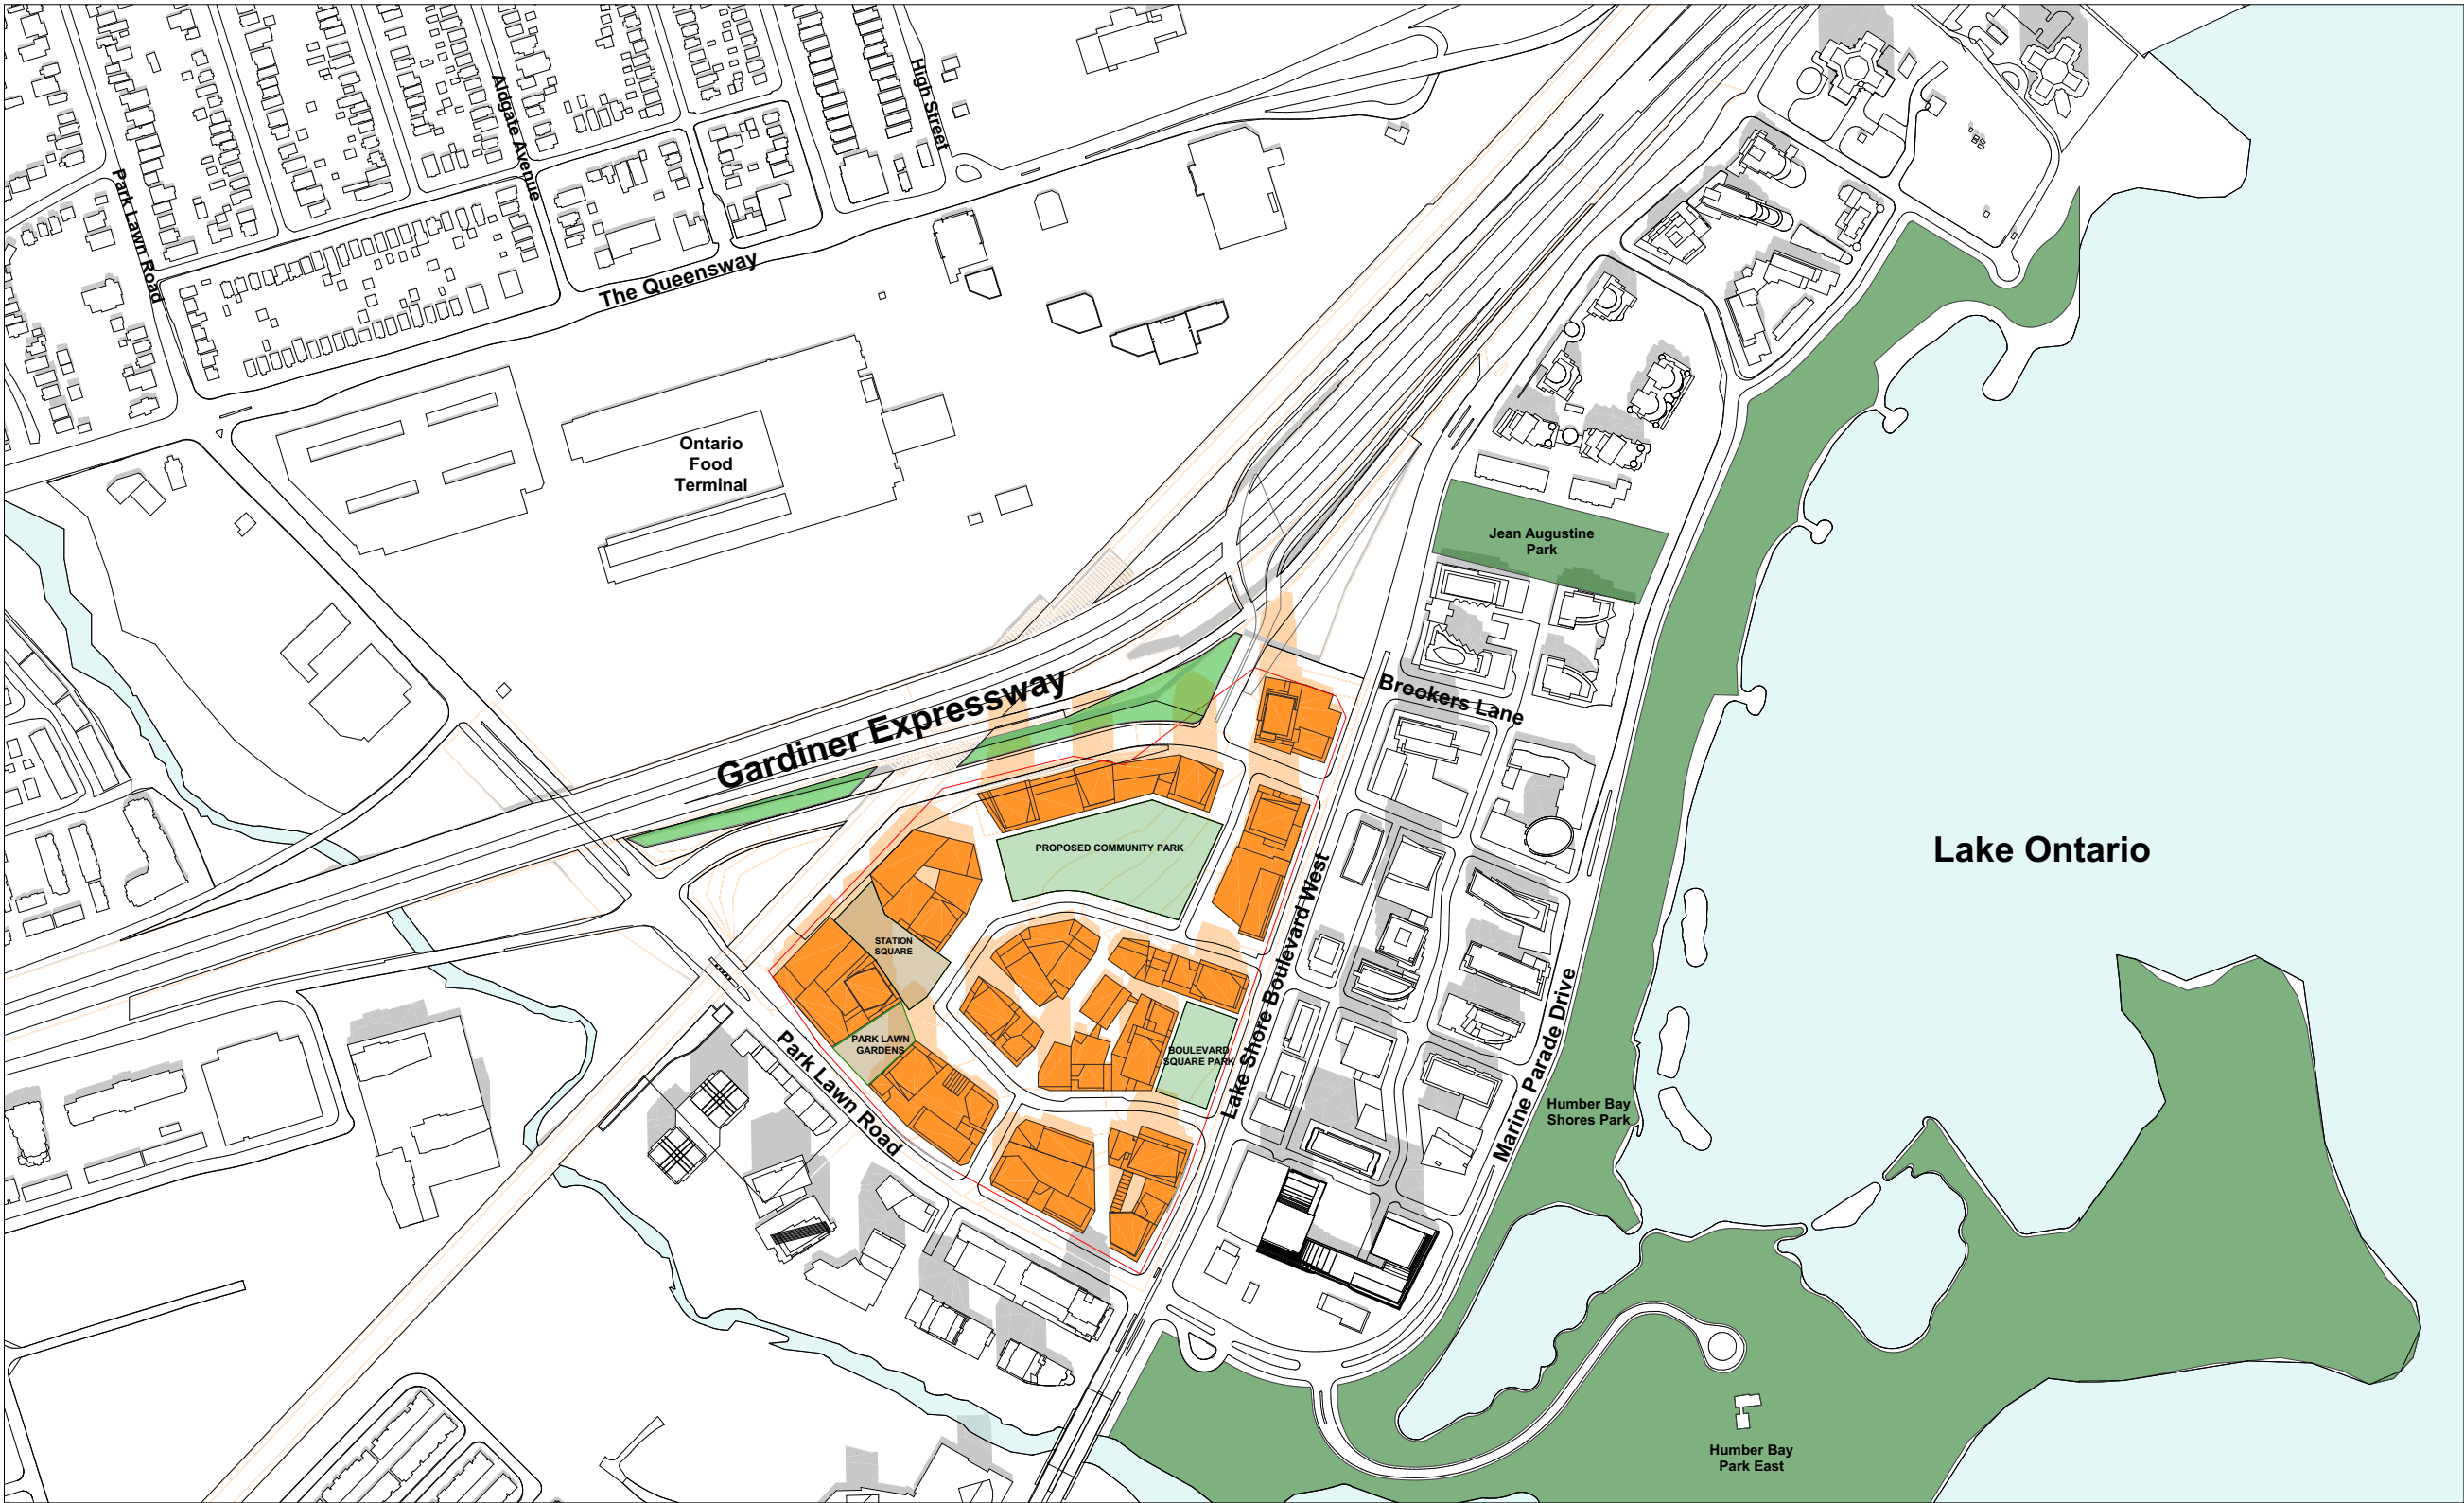 High Street
Aldgate Avenue
Park Lawn Road
The Queensway
Ontario
Food
Terminal
Jean Augustine
Park
Gardiner Expressway
Brookers Lane
PROPOSED COMMUNITY PARK
Lake Ontario
STATION
SQUARE
Lake Shore Boulevard West
PARK LAWN
GARDENS
BOULEVARD
SQUARE PARK
Park Lawn Road
Marine Parade Drive
Humber Bay
Shores Park
Humber Bay
Park East